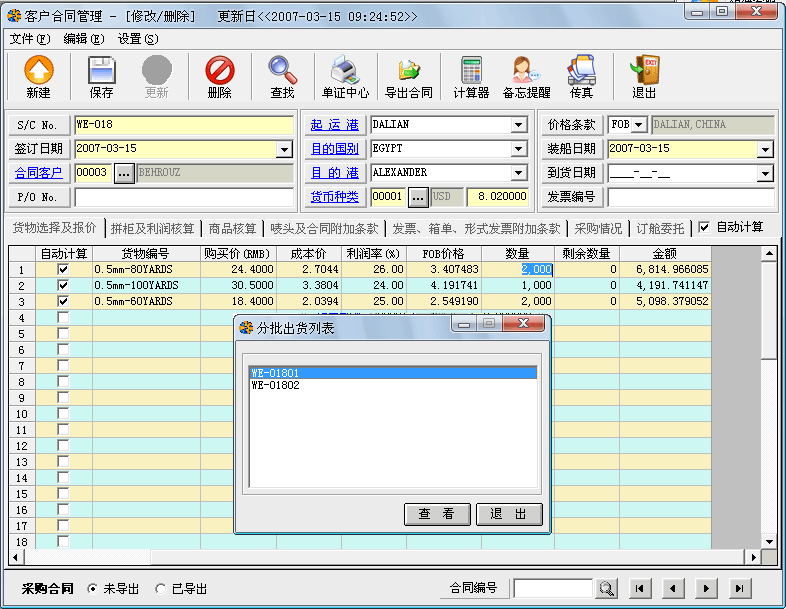 客户合同管理 - [修改/删除] 更新日<<2007-03-15 09:24:52>>
文件(F) 编辑(E) 设置(S)
新建 保存 更新 删除 查找 单证中心 导出合同 计算器 备忘提醒 传真 退出
S/C No. WE-018 起 运 港 DALIAN 价格条款 FOB DALIAN,CHINA
签订日期 2007-03-15 目的国别 EGYPT 装船日期 2007-03-15
合同客户 00003 ... BEHROUZ 目 的 港 ALEXANDER 到货日期 ____-__-__
P/O No. 货币种类 00001 ... USD 8.020000 发票编号
货物选择及报价 拼柜及利润核算 商品核算 唛头及合同附加条款 发票、箱单、形式发票附加条款 采购情况 订舱委托 自动计算
自动计算 货物编号 购买价(RMB) 成本价 利润率(%) FOB价格 数量 剩余数量 金额
1 0.5mm-80YARDS 24.4000 2.7044 26.00 3.407483 2,000 0 6,814.966085
2 0.5mm-100YARDS 30.5000 3.3804 24.00 4.191741 1,000 0 4,191.741147
3 0.5mm-60YARDS 18.4000 2.0394 25.00 2.549190 2,000 0 5,098.379052
4
5
6
7
8
9
10
11
12
13
14
15
16
17
18
分批出货列表
WE-01801
WE-01802
查 看 退 出
采购合同 未导出 已导出 合同编号